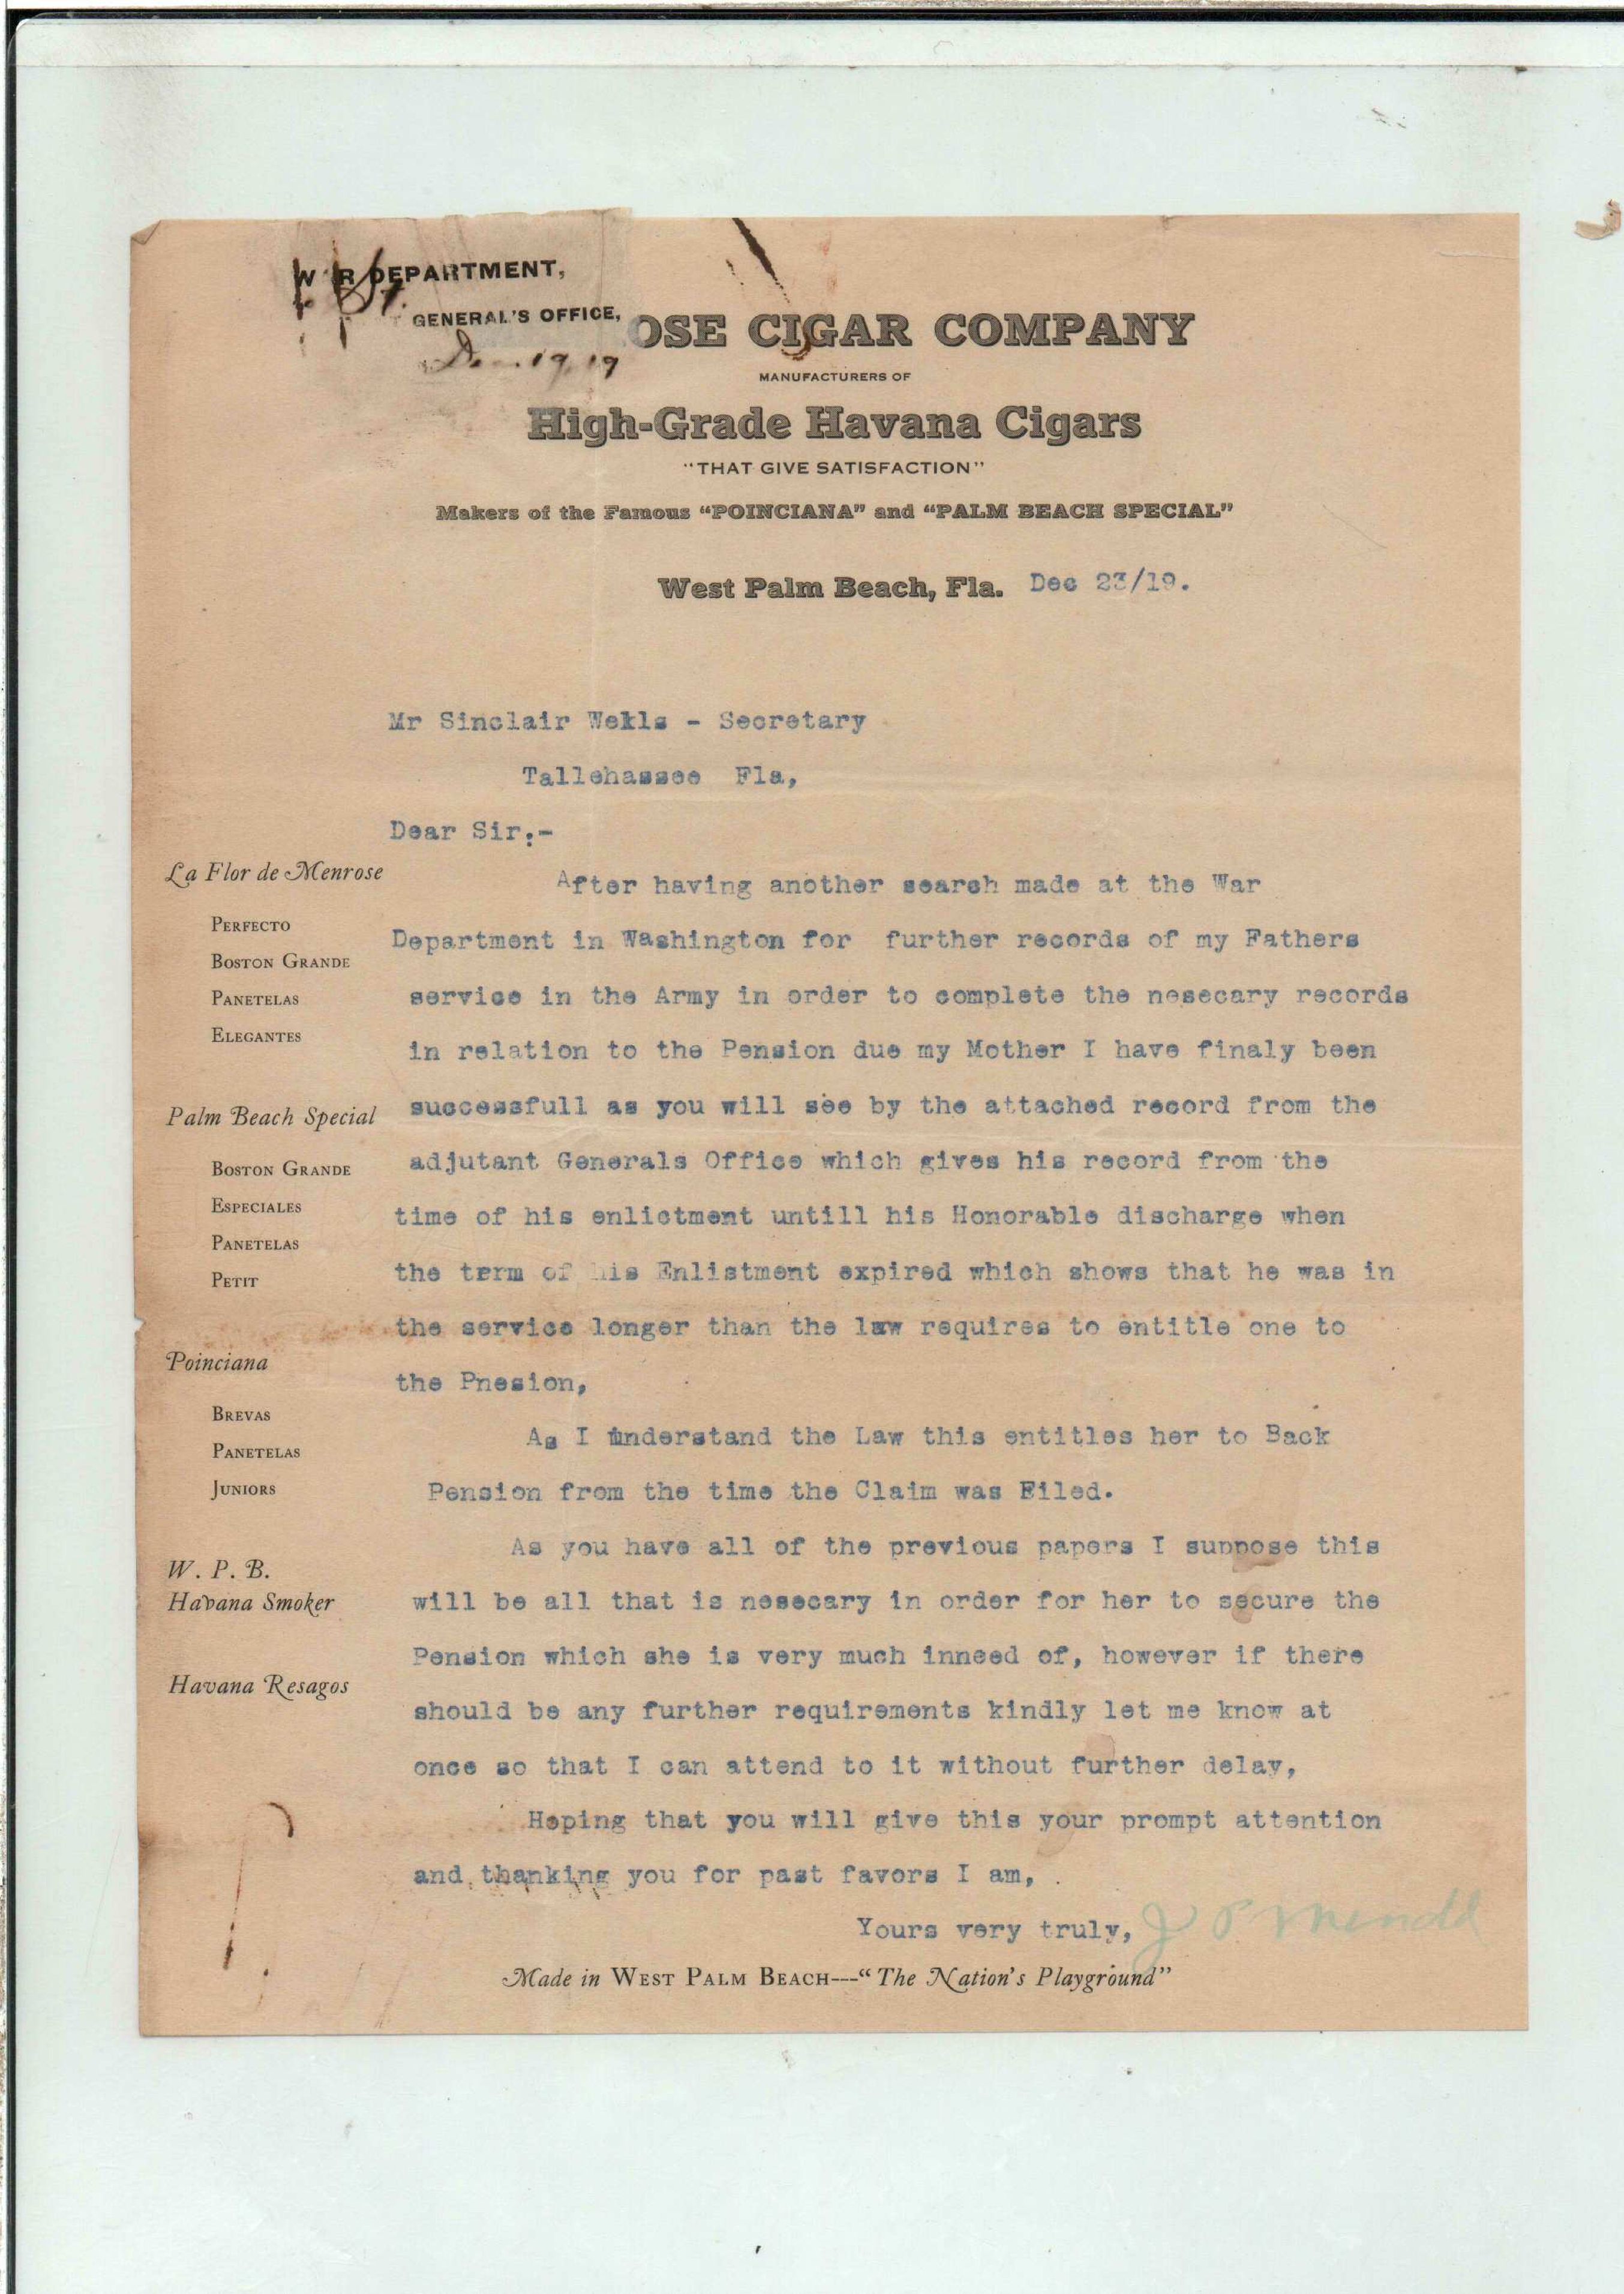 W R DEPARTMENT,
GENERAL'S OFFICE,
19, 19
OSE CIGAR COMPANY
MANUFACTURERS OF
High-Grade Havana Cigars
"THAT GIVE SATISFACTION"
Makers of the Famous "POINCIANA" and "PALM BEACH SPECIAL"
West Palm Beach, Fla. Dec 23/19.
Mr Sinclair Wekls - Secretary
Tallehassee Fla,
Dear Sir:-
After having another search made at the War
Department in Washington for further records of my Fathers
service in the Army in order to complete the nesecary records
in relation to the Pension due my Mother I have finaly been
successfull as you will see by the attached record from the
adjutant Generals Office which gives his record from the
time of his enlictment untill his Honorable discharge when
the term of his Enlistment expired which shows that he was in
the service longer than the law requires to entitle one to
the Pnesion,
As I understand the Law this entitles her to Back
Pension from the time the Claim was Filed.
As you have all of the previous papers I suppose this
will be all that is nesecary in order for her to secure the
Pension which she is very much inneed of, however if there
should be any further requirements kindly let me know at
once so that I can attend to it without further delay,
Hoping that you will give this your prompt attention
and thanking you for past favors I am,
Yours very truly,
La Flor de Menrose
PERFECTO
BOSTON GRANDE
PANETELAS
ELEGANTES
Palm Beach Special
BOSTON GRANDE
ESPECIALES
PANETELAS
PETIT
Poinciana
BREVAS
PANETELAS
JUNIORS
W. P. B.
Havana Smoker
Havana Resagos
Made in WEST PALM BEACH---"The Nation's Playground"